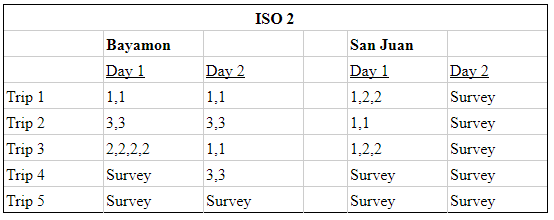 ISO 2
Bayamon San Juan
Day 1 Day 2 Day 1 Day 2
Trip 1 1,1 1,1 1,2,2 Survey
Trip 2 3,3 3,3 1,1 Survey
Trip 3 2,2,2,2 1,1 1,2,2 Survey
Trip 4 Survey 3,3 Survey Survey
Trip 5 Survey Survey Survey Survey